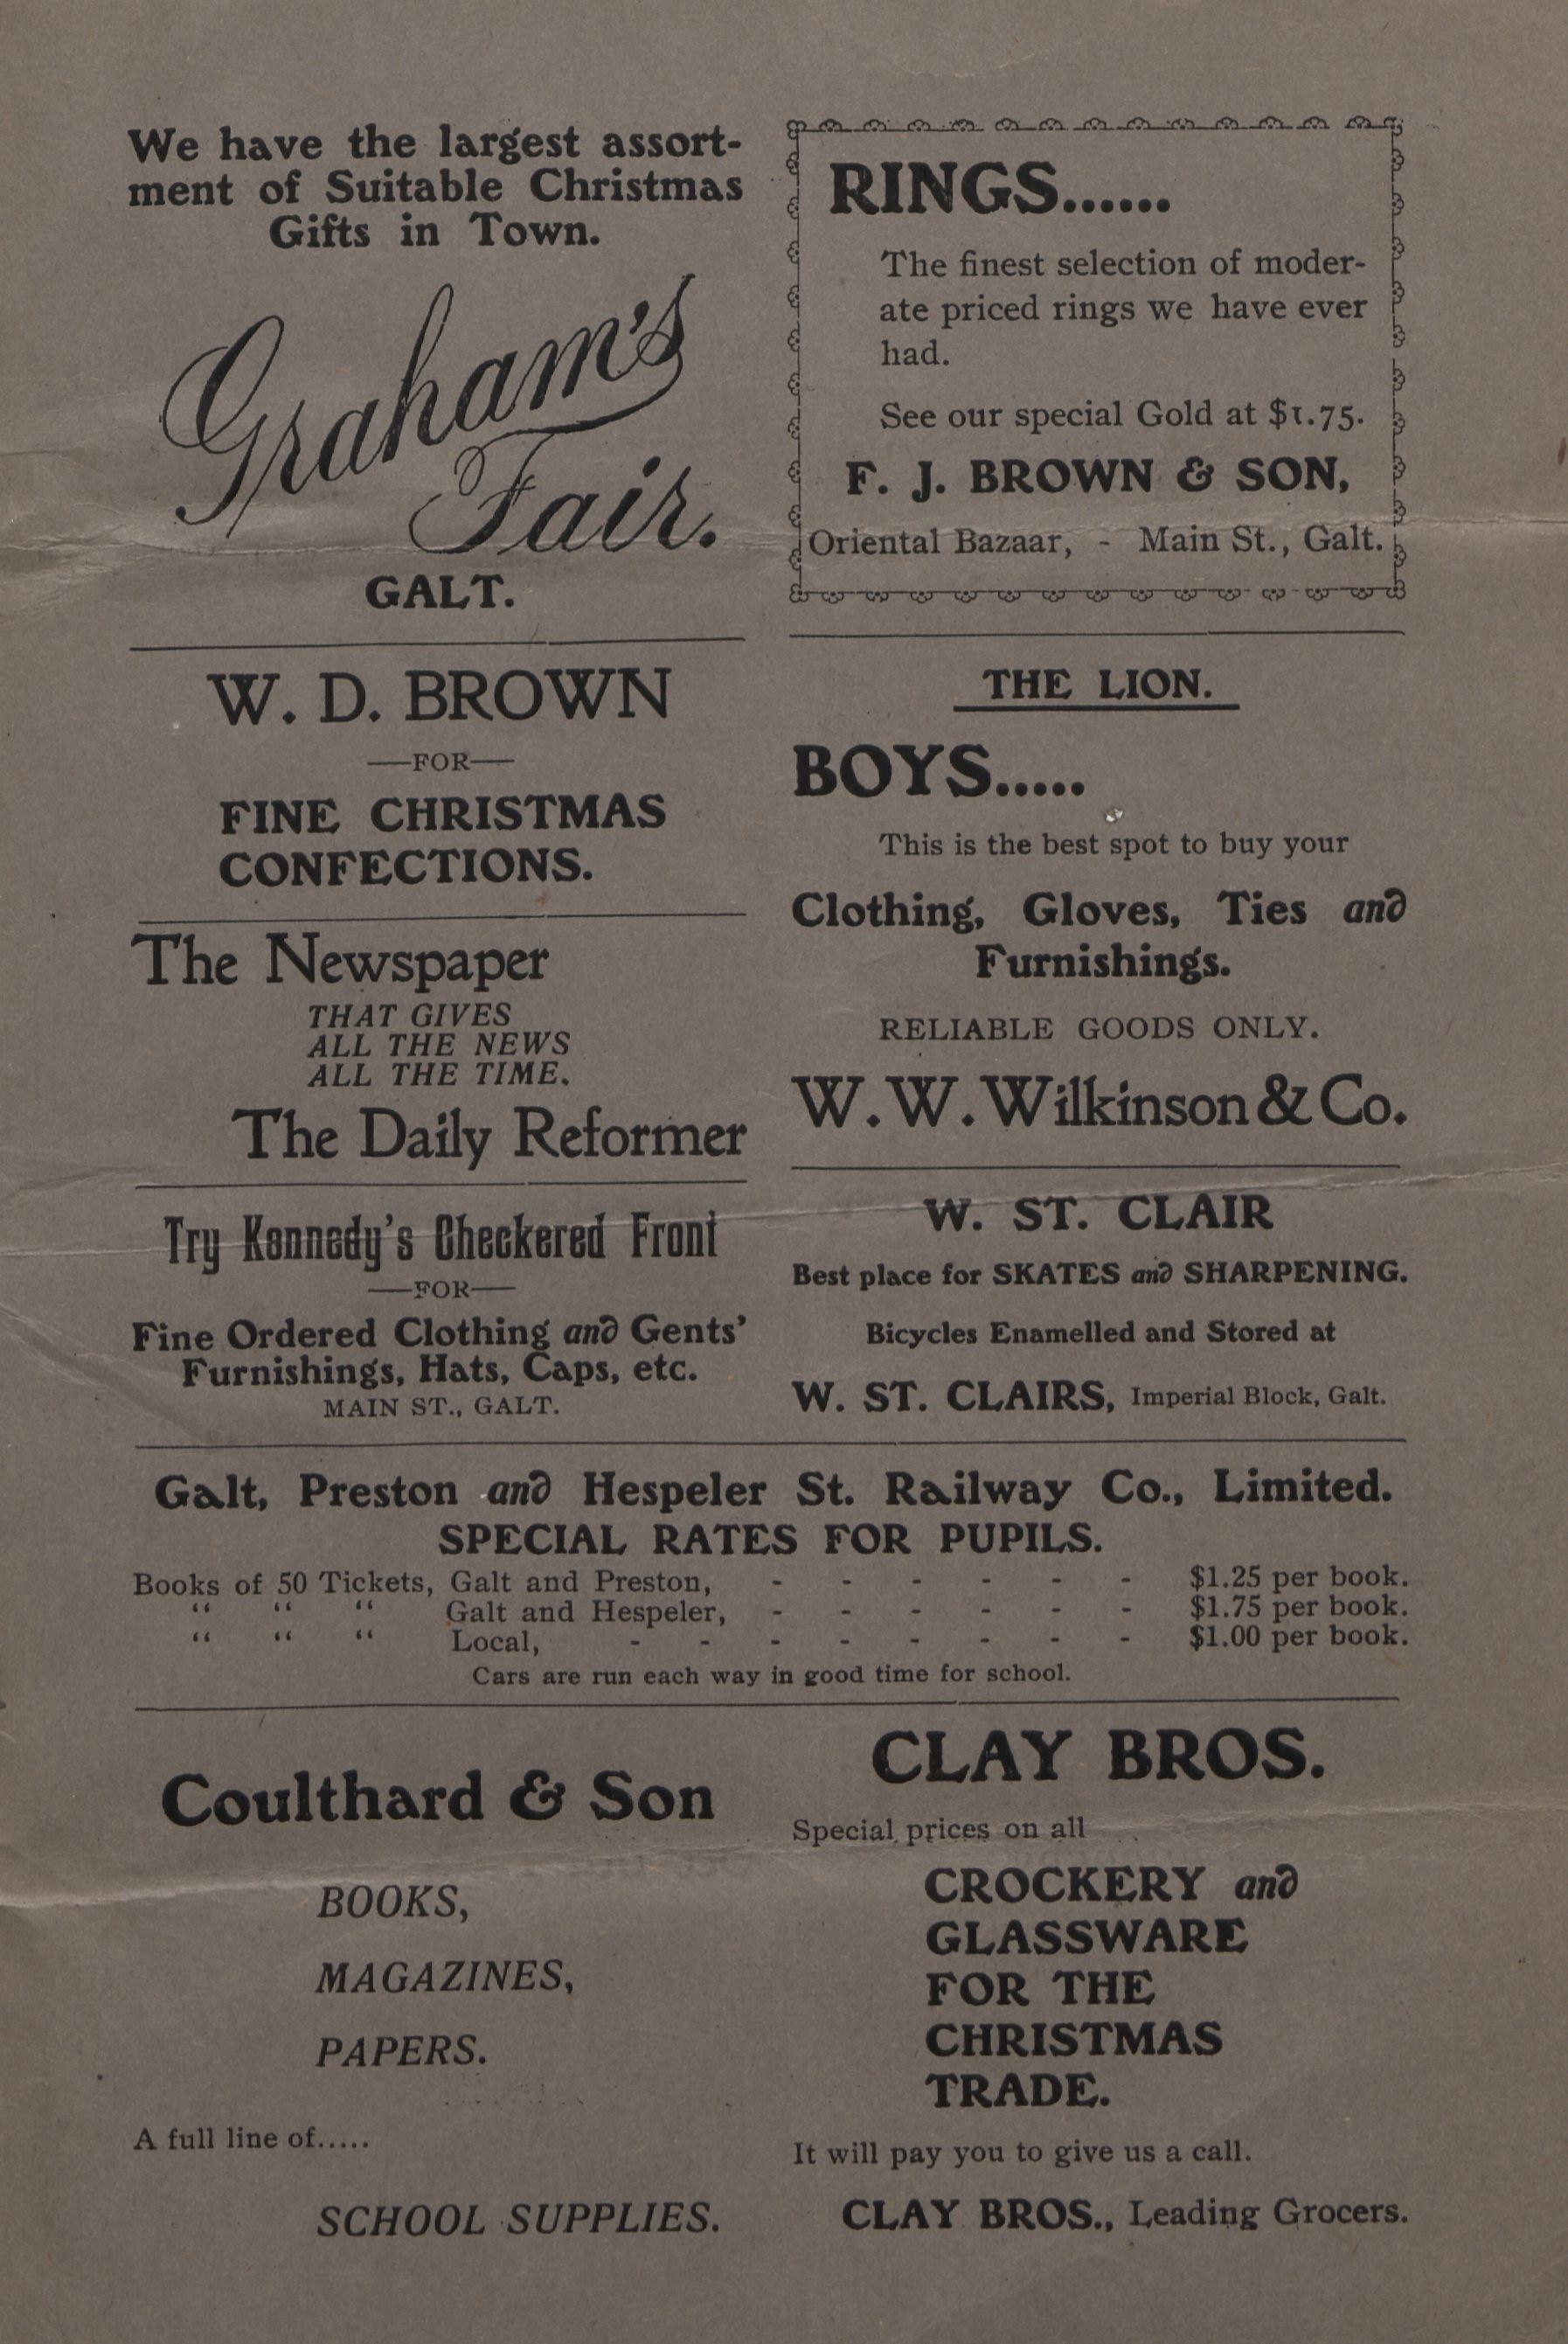 We have the largest assort-
ment of Suitable Christmas
Gifts in Town.
Graham's
Fair.
GALT.
RINGS......
The finest selection of moder-
ate priced rings we have ever
had.
See our special Gold at $1.75.
F. J. BROWN & SON,
Oriental Bazaar, - Main St., Galt.
W. D. BROWN
—FOR—
FINE CHRISTMAS
CONFECTIONS.
The Newspaper
THAT GIVES
ALL THE NEWS
ALL THE TIME.
The Daily Reformer
Try Kennedy's Checkered Front
—FOR—
Fine Ordered Clothing and Gents'
Furnishings, Hats, Caps, etc.
MAIN ST., GALT.
THE LION.
BOYS.....
This is the best spot to buy your
Clothing, Gloves, Ties and
Furnishings.
RELIABLE GOODS ONLY.
W. W. Wilkinson & Co.
W. ST. CLAIR
Best place for SKATES and SHARPENING.
Bicycles Enamelled and Stored at
W. ST. CLAIRS, Imperial Block, Galt.
Galt, Preston and Hespeler St. Railway Co., Limited.
SPECIAL RATES FOR PUPILS.
Books of 50 Tickets, Galt and Preston, - - - - - - $1.25 per book.
“ “ “ Galt and Hespeler, - - - - - - $1.75 per book.
“ “ “ Local, - - - - - - - - $1.00 per book.
Cars are run each way in good time for school.
Coulthard & Son
BOOKS,
MAGAZINES,
PAPERS.
A full line of.....
SCHOOL SUPPLIES.
CLAY BROS.
Special prices on all
CROCKERY and
GLASSWARE
FOR THE
CHRISTMAS
TRADE.
It will pay you to give us a call.
CLAY BROS., Leading Grocers.